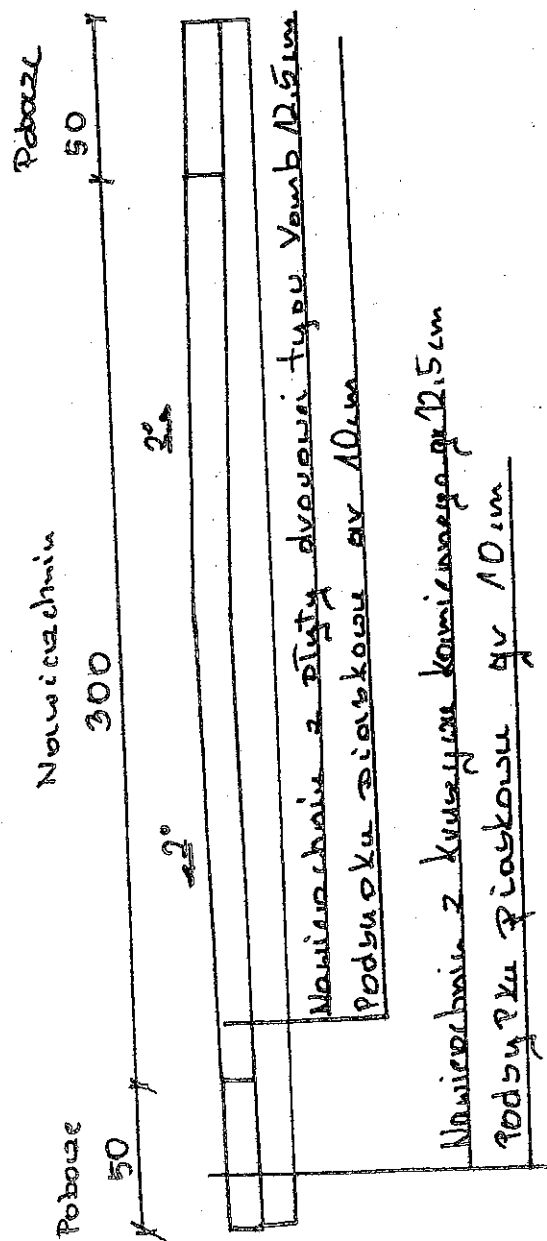 Pobocze
50
Nawierzchnia
300
Pobocze
50
2°
2°
Nawierzchnia z płyty drogowej typu Yomb 12.5cm
Podsypka piaskowa gr 10cm
Nawierzchnia z kruszywa kamiennego gr 12.5cm
Podsypka piaskowa gr 10cm